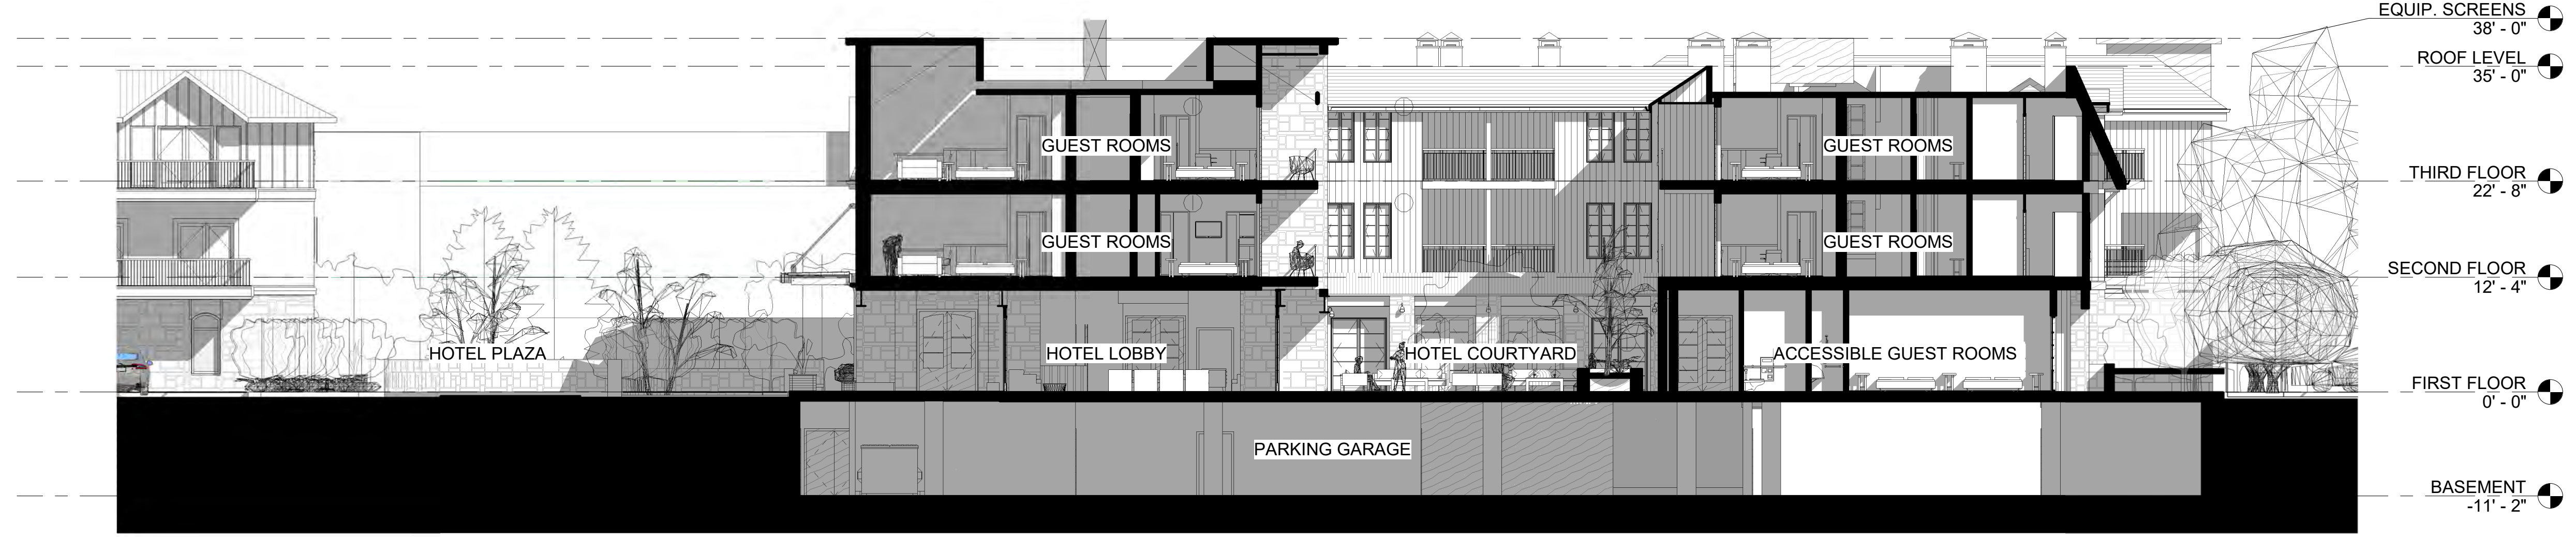 EQUIP. SCREENS
38' - 0"
ROOF LEVEL
35' - 0"
GUEST ROOMS
GUEST ROOMS
THIRD FLOOR
22' - 8"
GUEST ROOMS
GUEST ROOMS
SECOND FLOOR
12' - 4"
HOTEL PLAZA
HOTEL LOBBY
HOTEL COURTYARD
ACCESSIBLE GUEST ROOMS
FIRST FLOOR
0' - 0"
PARKING GARAGE
BASEMENT
-11' - 2"